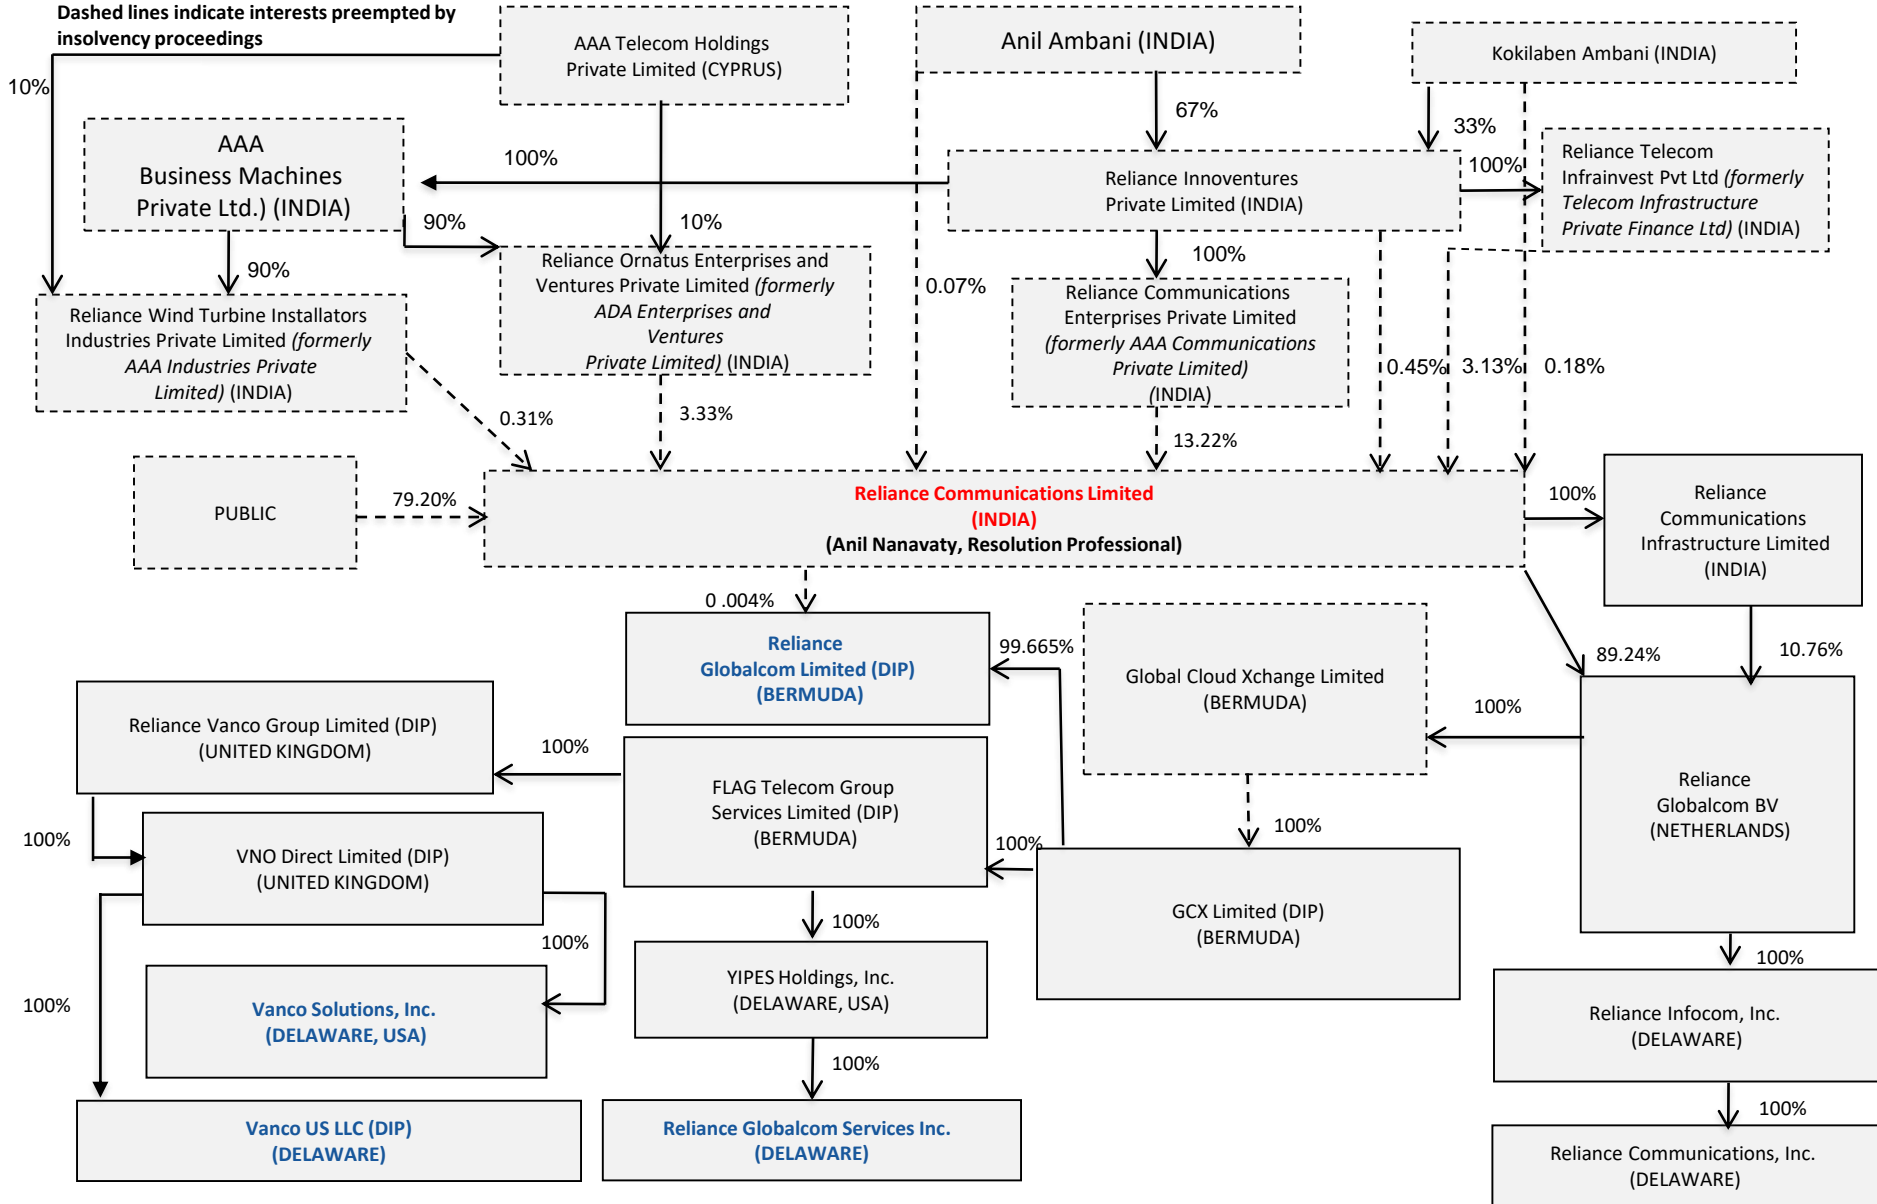 Dashed lines indicate interests preempted by
insolvency proceedings
AAA Telecom Holdings
Private Limited (CYPRUS)
Anil Ambani (INDIA)
Kokilaben Ambani (INDIA)
10%
67%
33%
AAA
Business Machines
Private Ltd.) (INDIA)
100%
Reliance Innoventures
Private Limited (INDIA)
100%
Reliance Telecom
Infrainvest Pvt Ltd (formerly
Telecom Infrastructure
Private Finance Ltd) (INDIA)
90%
10%
90%
100%
Reliance Wind Turbine Installators
Industries Private Limited (formerly
AAA Industries Private
Limited) (INDIA)
Reliance Ornatus Enterprises and
Ventures Private Limited (formerly
ADA Enterprises and
Ventures
Private Limited) (INDIA)
0.07%
Reliance Communications
Enterprises Private Limited
(formerly AAA Communications
Private Limited)
(INDIA)
0.45%
3.13%
0.18%
0.31%
3.33%
13.22%
PUBLIC
79.20%
Reliance Communications Limited
(INDIA)
(Anil Nanavaty, Resolution Professional)
100%
Reliance
Communications
Infrastructure Limited
(INDIA)
0 .004%
Reliance
Globalcom Limited (DIP)
(BERMUDA)
99.665%
Global Cloud Xchange Limited
(BERMUDA)
89.24%
10.76%
Reliance Vanco Group Limited (DIP)
(UNITED KINGDOM)
100%
FLAG Telecom Group
Services Limited (DIP)
(BERMUDA)
100%
Reliance
Globalcom BV
(NETHERLANDS)
100%
VNO Direct Limited (DIP)
(UNITED KINGDOM)
100%
100%
GCX Limited (DIP)
(BERMUDA)
100%
100%
100%
100%
Vanco Solutions, Inc.
(DELAWARE, USA)
YIPES Holdings, Inc.
(DELAWARE, USA)
Reliance Infocom, Inc.
(DELAWARE)
100%
100%
Vanco US LLC (DIP)
(DELAWARE)
Reliance Globalcom Services Inc.
(DELAWARE)
Reliance Communications, Inc.
(DELAWARE)